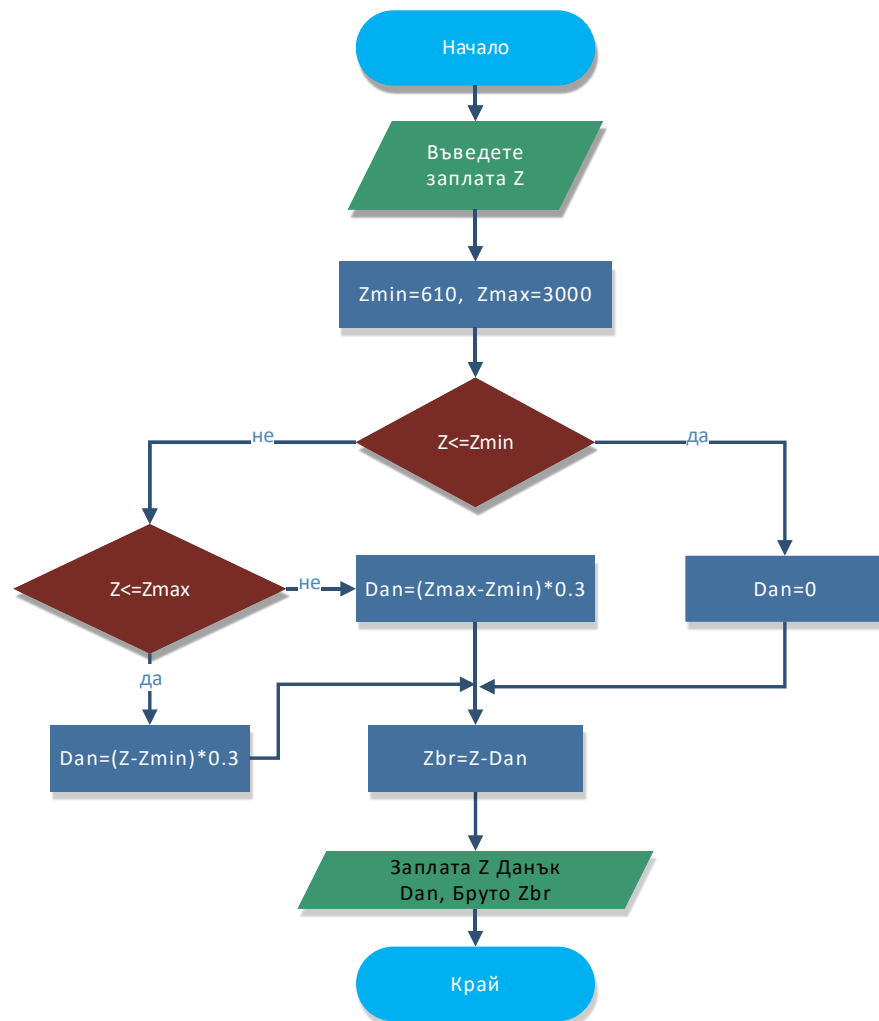 Начало
Въведете
заплата Z
Zmin=610, Zmax=3000
Z<=Zmin
не
да
Z<=Zmax
не
Dan=(Zmax-Zmin)*0.3
Dan=0
да
Dan=(Z-Zmin)*0.3
Zbr=Z-Dan
Заплата Z Данък
Dan, Бруто Zbr
Край